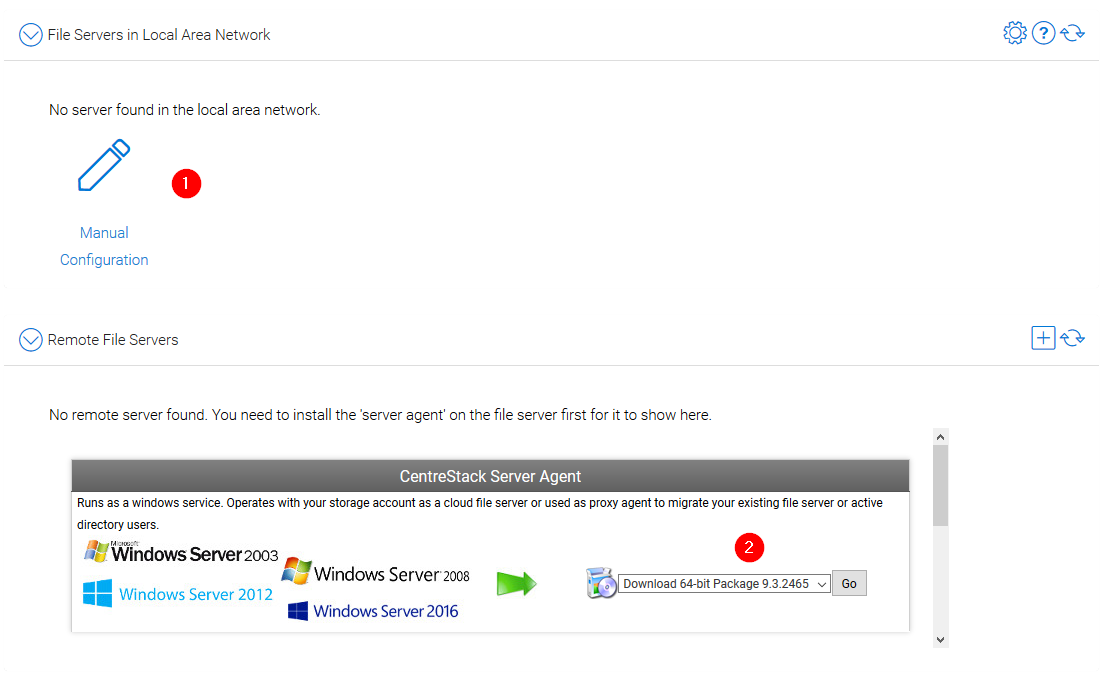 File Servers in Local Area Network
?
No server found in the local area network.
1
Manual
Configuration
Remote File Servers
No remote server found. You need to install the 'server agent' on the file server first for it to show here.
CentreStack Server Agent
Runs as a windows service. Operates with your storage account as a cloud file server or used as proxy agent to migrate your existing file server or active
directory users.
Microsoft
Windows Server 2003
Windows Server 2008
Windows Server 2012
Windows Server 2016
2
Download 64-bit Package 9.3.2465
Go